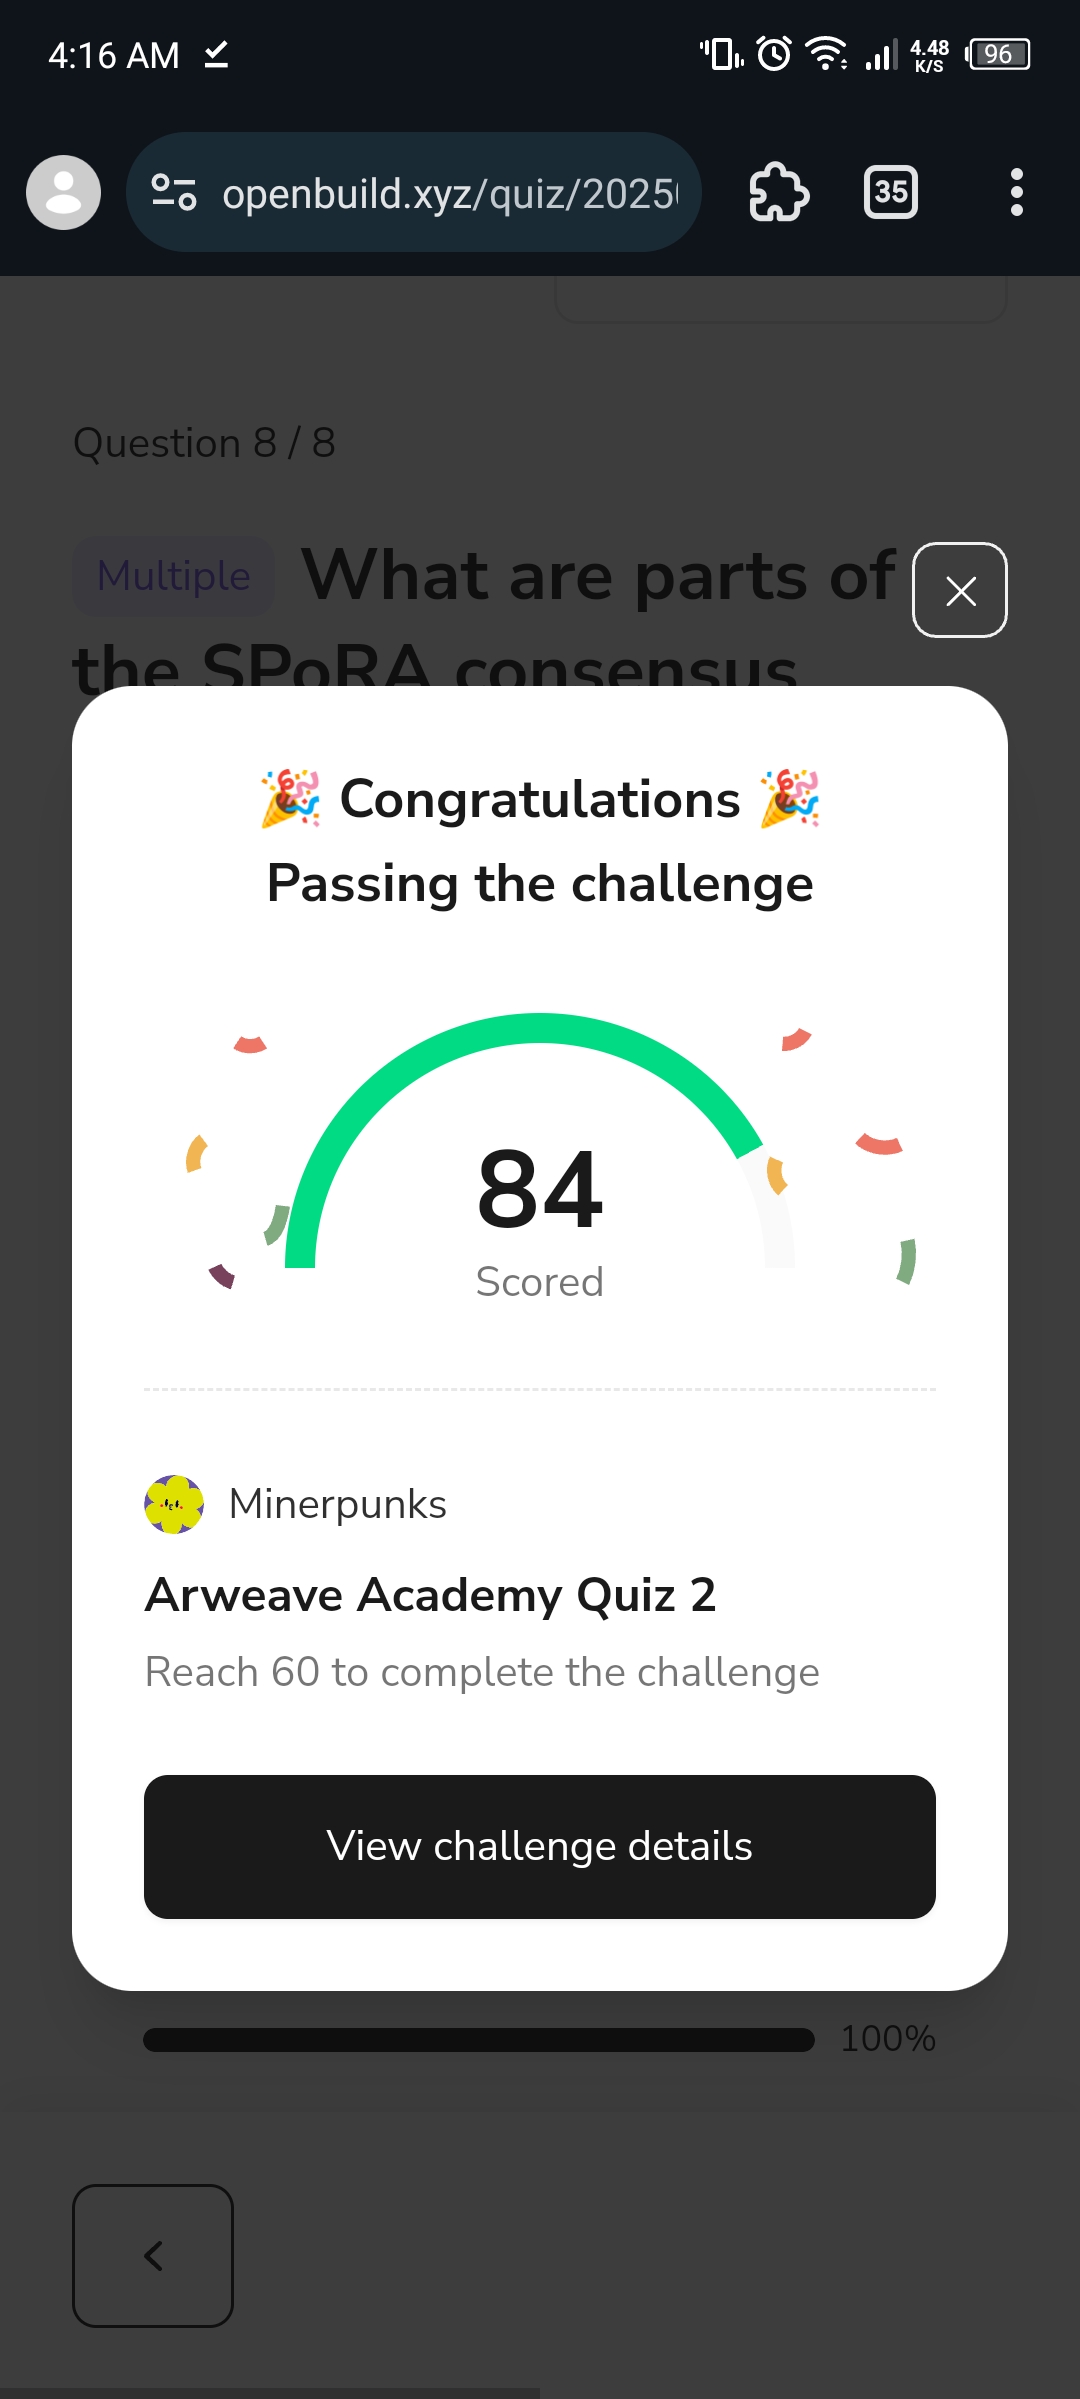 4:16 AM
4.48
K/S
96
openbuild.xyz/quiz/2025
35
Question 8 / 8
Multiple What are parts of
the SPoRA consensus
🎉 Congratulations 🎉
Passing the challenge
84
Scored
Minerpunks
Arweave Academy Quiz 2
Reach 60 to complete the challenge
View challenge details
100%